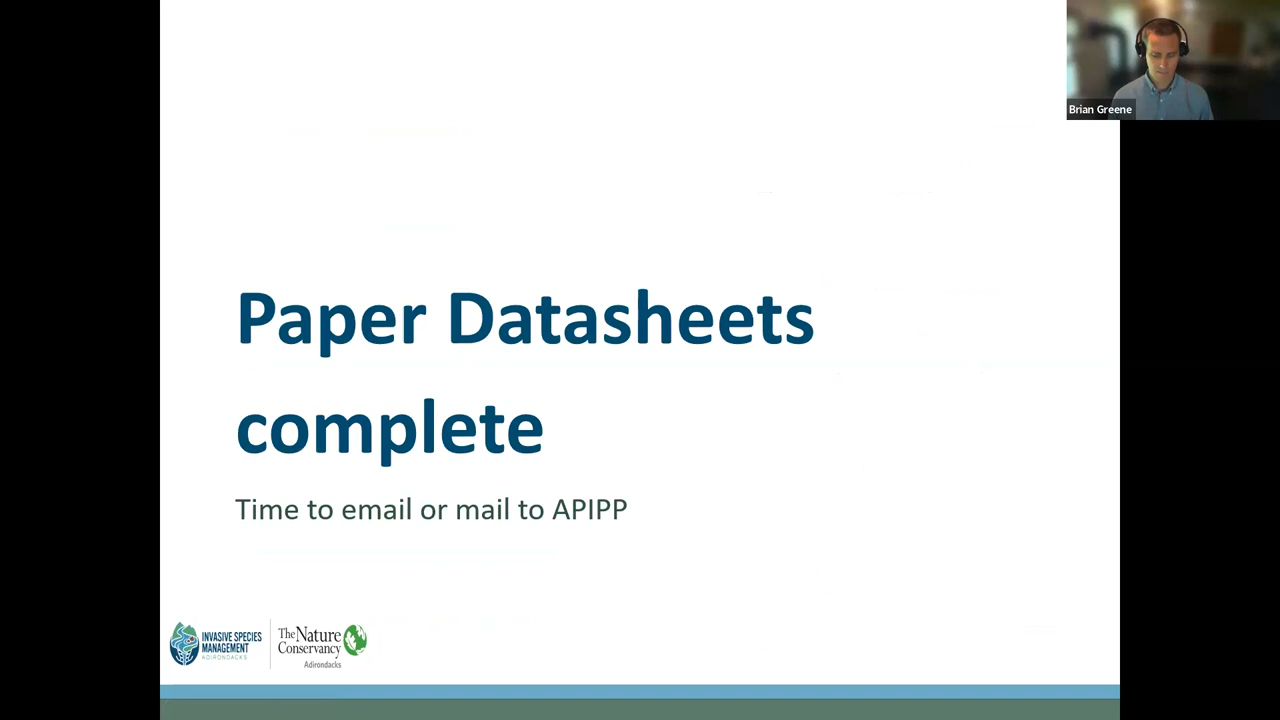 Brian Greene
Paper Datasheets
complete
Time to email or mail to APIPP
INVASIVE SPECIES
MANAGEMENT
ADIRONDACKS
The Nature
Conservancy
Adirondacks